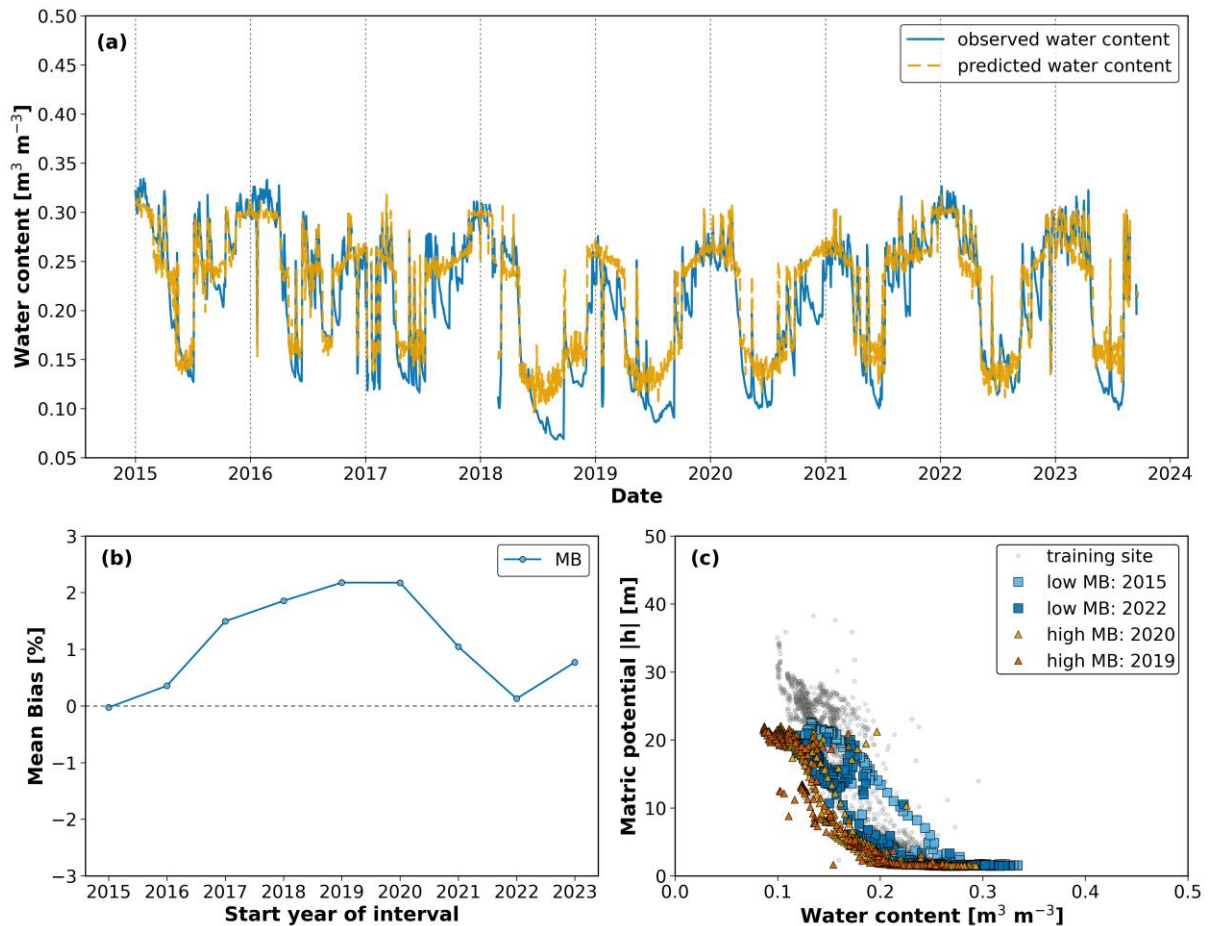 (a)
observed water content
predicted water content
Water content [m³ m⁻³]
0.50
0.45
0.40
0.35
0.30
0.25
0.20
0.15
0.10
0.05
2015 2016 2017 2018 2019 2020 2021 2022 2023 2024
Date
(b)
MB
Mean Bias [%]
3
2
1
0
−1
−2
−3
2015 2016 2017 2018 2019 2020 2021 2022 2023
Start year of interval
(c)
training site
low MB: 2015
low MB: 2022
high MB: 2020
high MB: 2019
Matric potential |h| [m]
50
40
30
20
10
0
0.0 0.1 0.2 0.3 0.4 0.5
Water content [m³ m⁻³]